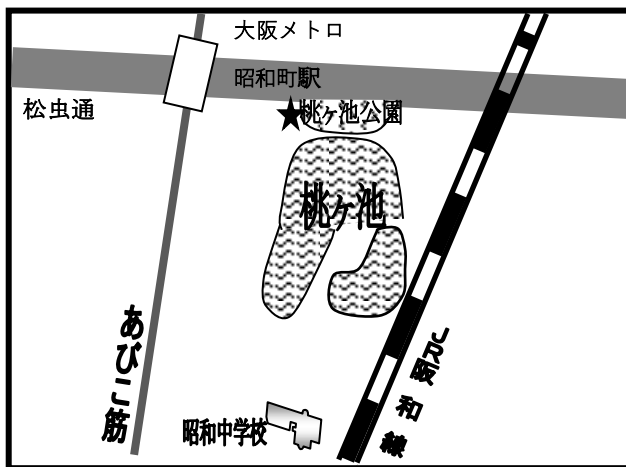 大阪メトロ
昭和町駅
松虫通
桃ヶ池公園
桃ヶ池
あびこ筋
JR阪和線
昭和中学校